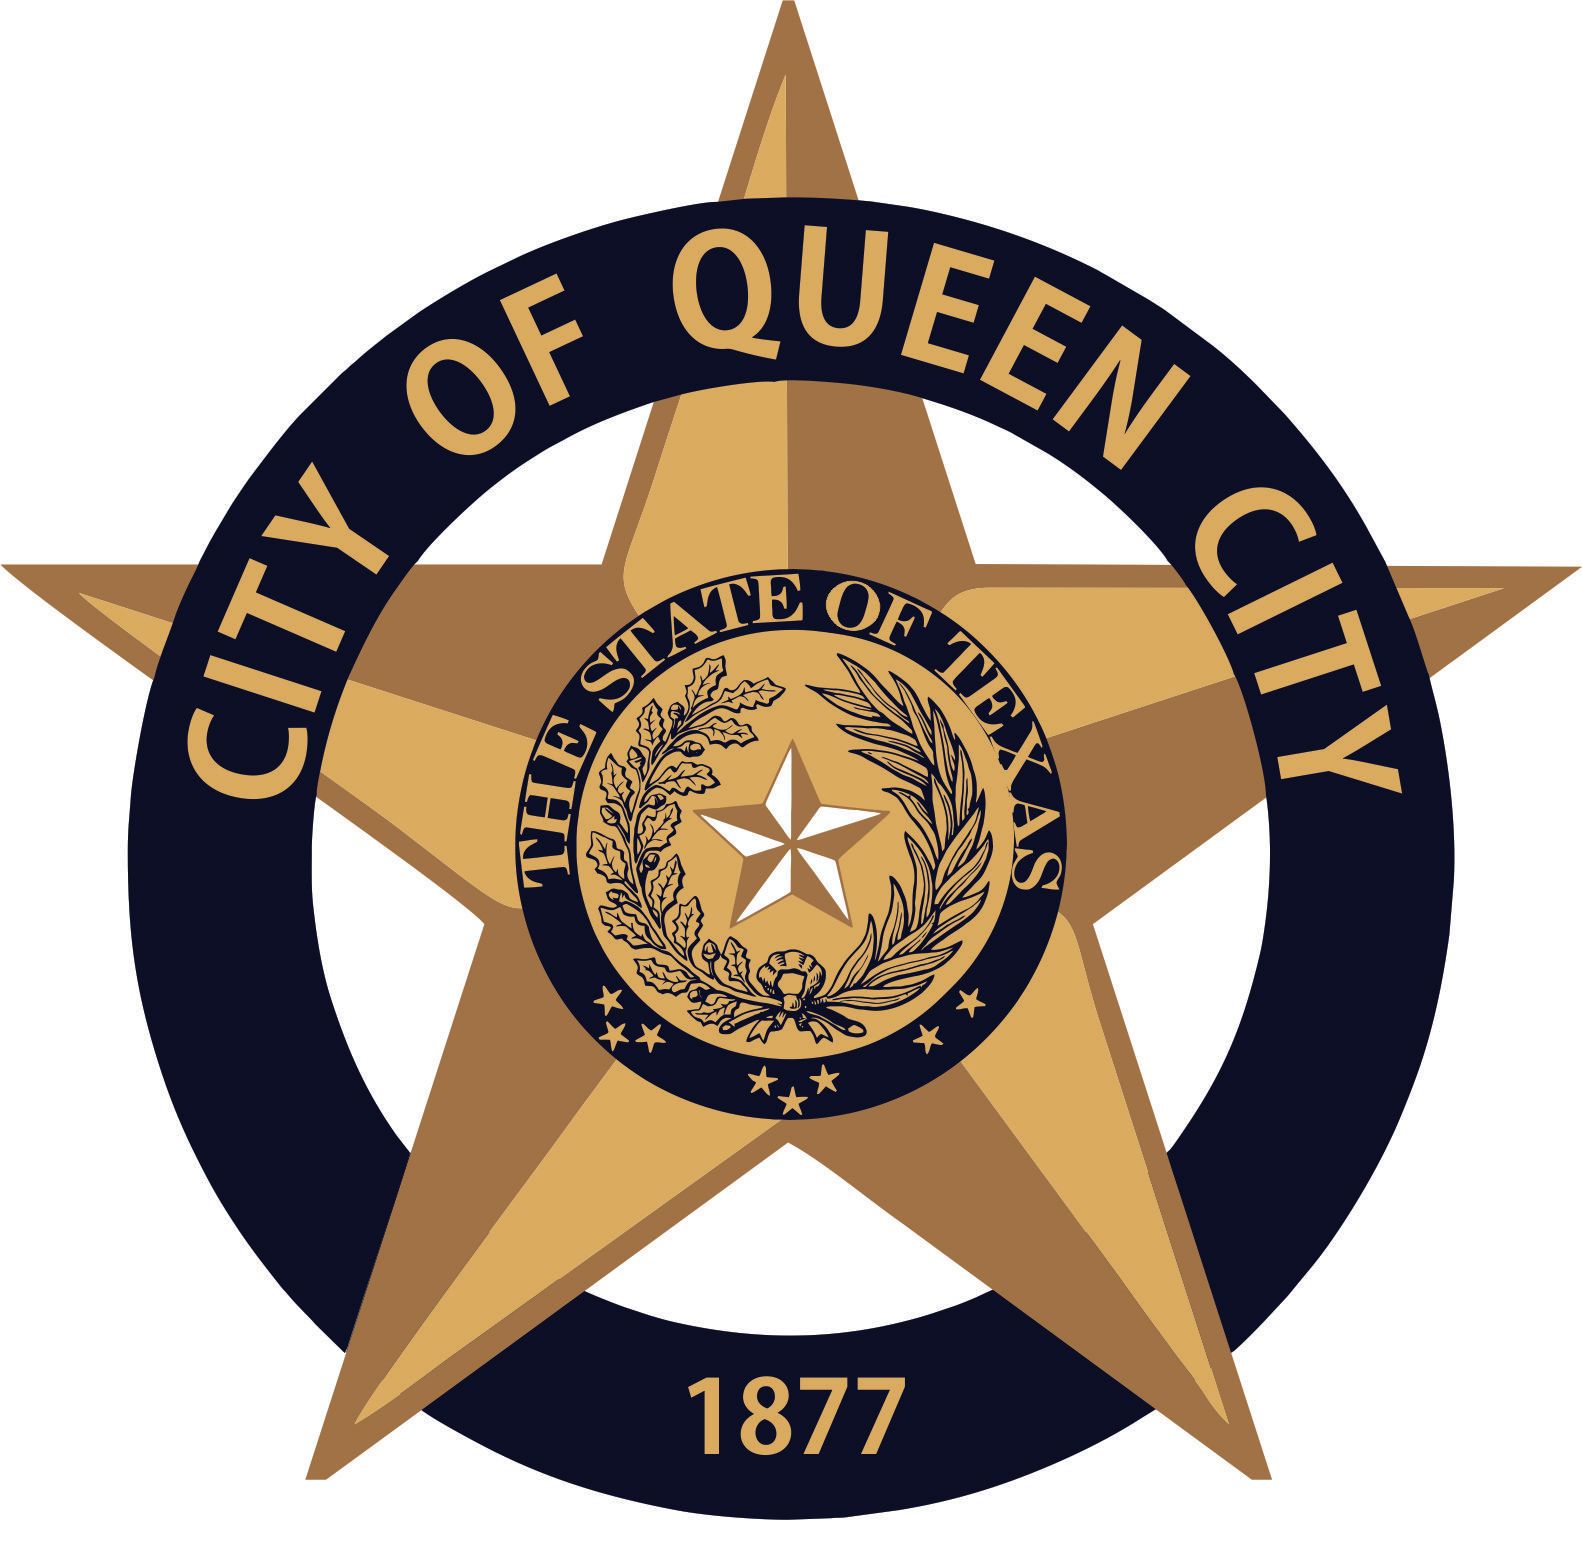 CITY OF QUEEN CITY
THE STATE OF TEXAS
1877